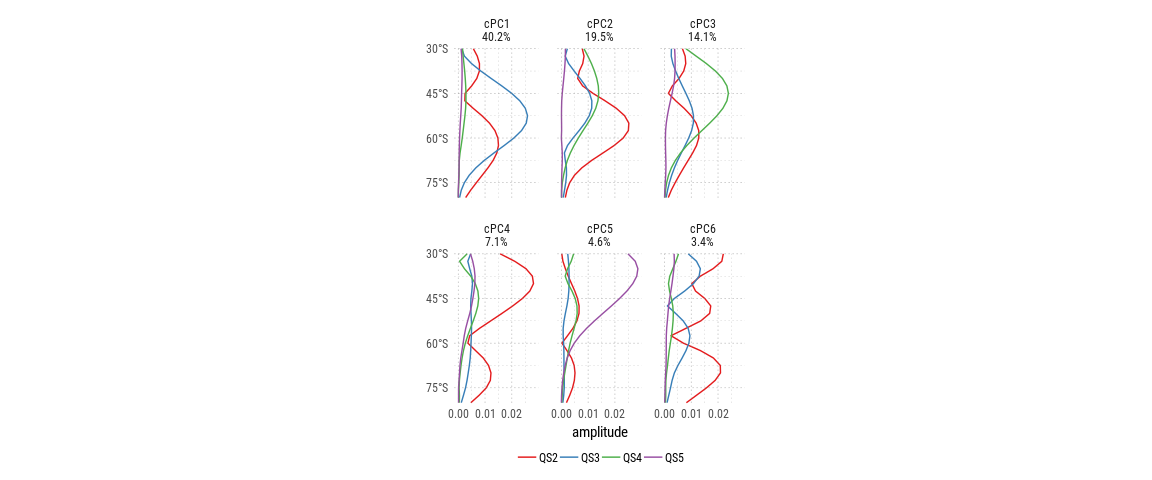 cPC1 cPC2 cPC3
40.2% 19.5% 14.1%
30°S
45°S
60°S
75°S
cPC4 cPC5 cPC6
7.1% 4.6% 3.4%
30°S
45°S
60°S
75°S
0.00 0.01 0.02 0.00 0.01 0.02 0.00 0.01 0.02
amplitude
QS2 QS3 QS4 QS5